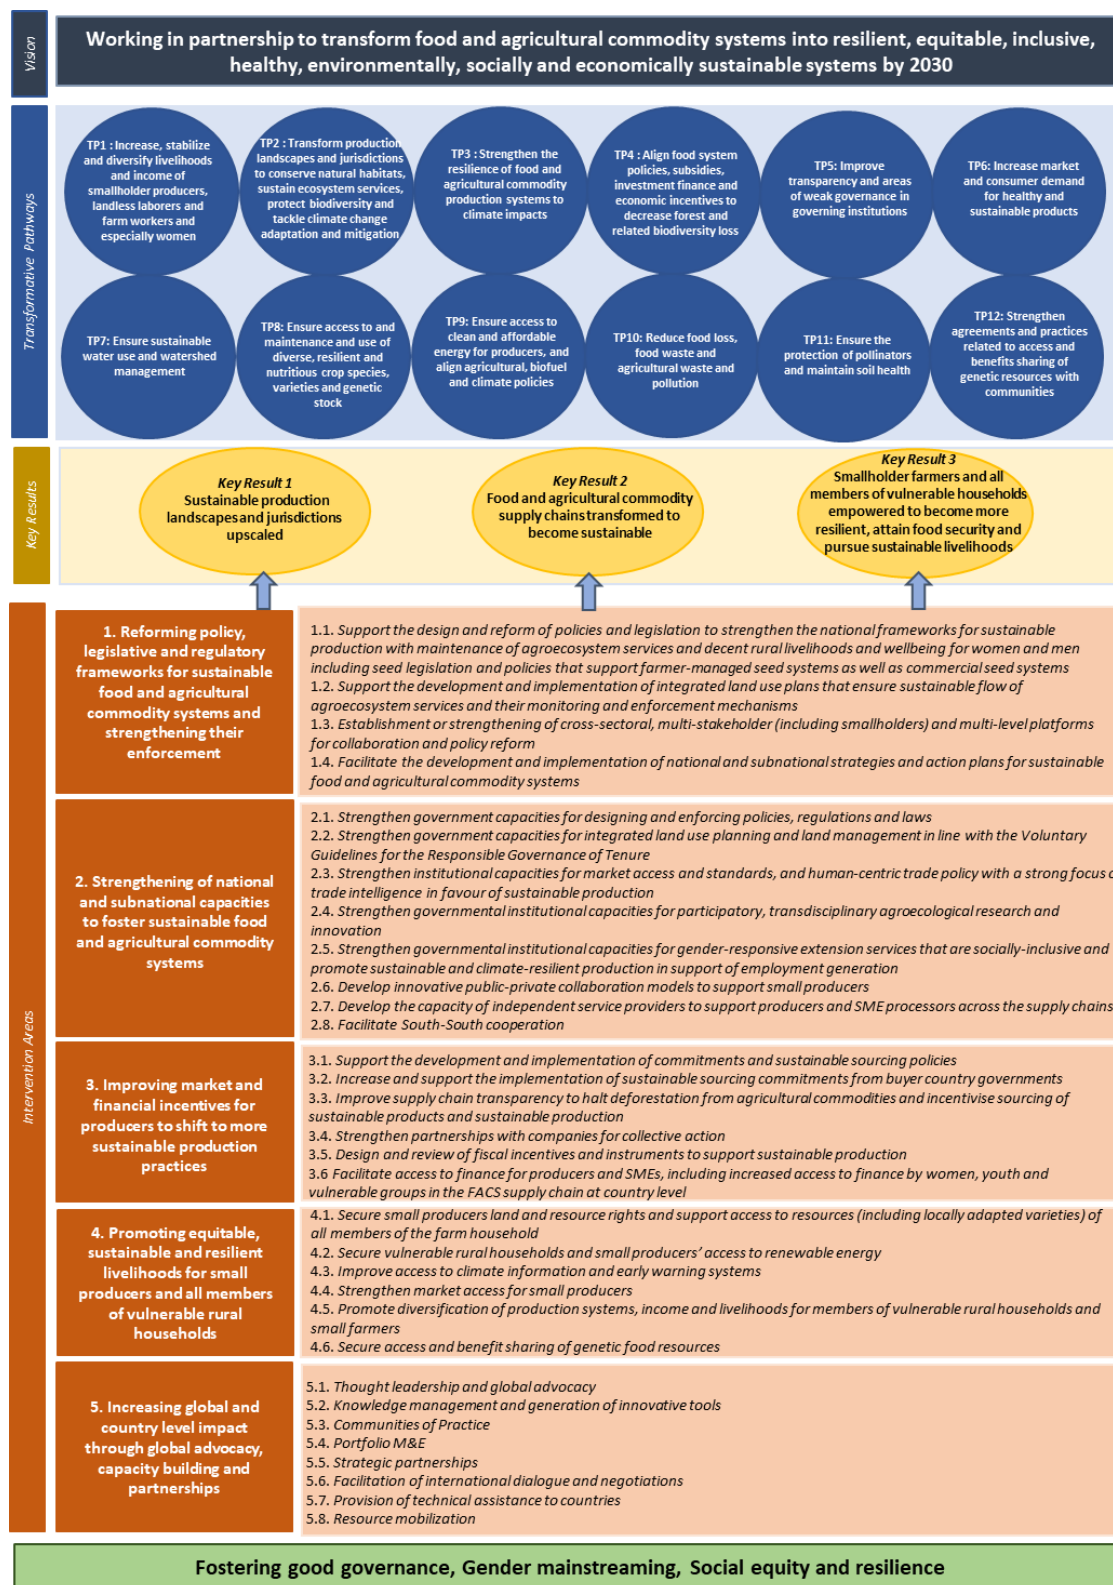 Vision
Working in partnership to transform food and agricultural commodity systems into resilient, equitable, inclusive,
healthy, environmentally, socially and economically sustainable systems by 2030
Transformative Pathways
TP1 : Increase, stabilize
and diversify livelihoods
and income of
smallholder producers,
landless laborers and
farm workers and
especially women
TP2 : Transform production
landscapes and jurisdictions
to conserve natural habitats,
sustain ecosystem services,
protect biodiversity and
tackle climate change
adaptation and mitigation
TP3 : Strengthen the
resilience of food and
agricultural commodity
production systems to
climate impacts
TP4 : Align food system
policies, subsidies,
investment finance and
economic incentives to
decrease forest and
related biodiversity loss
TP5: Improve
transparency and areas
of weak governance in
governing institutions
TP6: Increase market
and consumer demand
for healthy and
sustainable products
TP7: Ensure sustainable
water use and watershed
management
TP8: Ensure access to and
maintenance and use of
diverse, resilient and
nutritious crop species,
varieties and genetic
stock
TP9: Ensure access to
clean and affordable
energy for producers, and
align agricultural, biofuel
and climate policies
TP10: Reduce food loss,
food waste and
agricultural waste and
pollution
TP11: Ensure the
protection of pollinators
and maintain soil health
TP12: Strengthen
agreements and practices
related to access and
benefits sharing of
genetic resources with
communities
Key Results
Key Result 1
Sustainable production
landscapes and jurisdictions
upscaled
Key Result 2
Food and agricultural commodity
supply chains transformed to
become sustainable
Key Result 3
Smallholder farmers and all
members of vulnerable households
empowered to become more
resilient, attain food security and
pursue sustainable livelihoods
Intervention Areas
1. Reforming policy,
legislative and regulatory
frameworks for sustainable
food and agricultural
commodity systems and
strengthening their
enforcement
1.1. Support the design and reform of policies and legislation to strengthen the national frameworks for sustainable
production with maintenance of agroecosystem services and decent rural livelihoods and wellbeing for women and men
including seed legislation and policies that support farmer-managed seed systems as well as commercial seed systems
1.2. Support the development and implementation of integrated land use plans that ensure sustainable flow of
agroecosystem services and their monitoring and enforcement mechanisms
1.3. Establishment or strengthening of cross-sectoral, multi-stakeholder (including smallholders) and multi-level platforms
for collaboration and policy reform
1.4. Facilitate the development and implementation of national and subnational strategies and action plans for sustainable
food and agricultural commodity systems
2. Strengthening of national
and subnational capacities
to foster sustainable food
and agricultural commodity
systems
2.1. Strengthen government capacities for designing and enforcing policies, regulations and laws
2.2. Strengthen government capacities for integrated land use planning and land management in line with the Voluntary
Guidelines for the Responsible Governance of Tenure
2.3. Strengthen institutional capacities for market access and standards, and human-centric trade policy with a strong focus
trade intelligence in favour of sustainable production
2.4. Strengthen governmental institutional capacities for participatory, transdisciplinary agroecological research and
innovation
2.5. Strengthen governmental institutional capacities for gender-responsive extension services that are socially-inclusive and
promote sustainable and climate-resilient production in support of employment generation
2.6. Develop innovative public-private collaboration models to support small producers
2.7. Develop the capacity of independent service providers to support producers and SME processors across the supply chains
2.8. Facilitate South-South cooperation
3. Improving market and
financial incentives for
producers to shift to more
sustainable production
practices
3.1. Support the development and implementation of commitments and sustainable sourcing policies
3.2. Increase and support the implementation of sustainable sourcing commitments from buyer country governments
3.3. Improve supply chain transparency to halt deforestation from agricultural commodities and incentivise sourcing of
sustainable products and sustainable production
3.4. Strengthen partnerships with companies for collective action
3.5. Design and review of fiscal incentives and instruments to support sustainable production
3.6 Facilitate access to finance for producers and SMEs, including increased access to finance by women, youth and
vulnerable groups in the FACS supply chain at country level
4. Promoting equitable,
sustainable and resilient
livelihoods for small
producers and all members
of vulnerable rural
households
4.1. Secure small producers land and resource rights and support access to resources (including locally adapted varieties) of
all members of the farm household
4.2. Secure vulnerable rural households and small producers’ access to renewable energy
4.3. Improve access to climate information and early warning systems
4.4. Strengthen market access for small producers
4.5. Promote diversification of production systems, income and livelihoods for members of vulnerable rural households and
small farmers
4.6. Secure access and benefit sharing of genetic food resources
5. Increasing global and
country level impact
through global advocacy,
capacity building and
partnerships
5.1. Thought leadership and global advocacy
5.2. Knowledge management and generation of innovative tools
5.3. Communities of Practice
5.4. Portfolio M&E
5.5. Strategic partnerships
5.6. Facilitation of international dialogue and negotiations
5.7. Provision of technical assistance to countries
5.8. Resource mobilization
Fostering good governance, Gender mainstreaming, Social equity and resilience